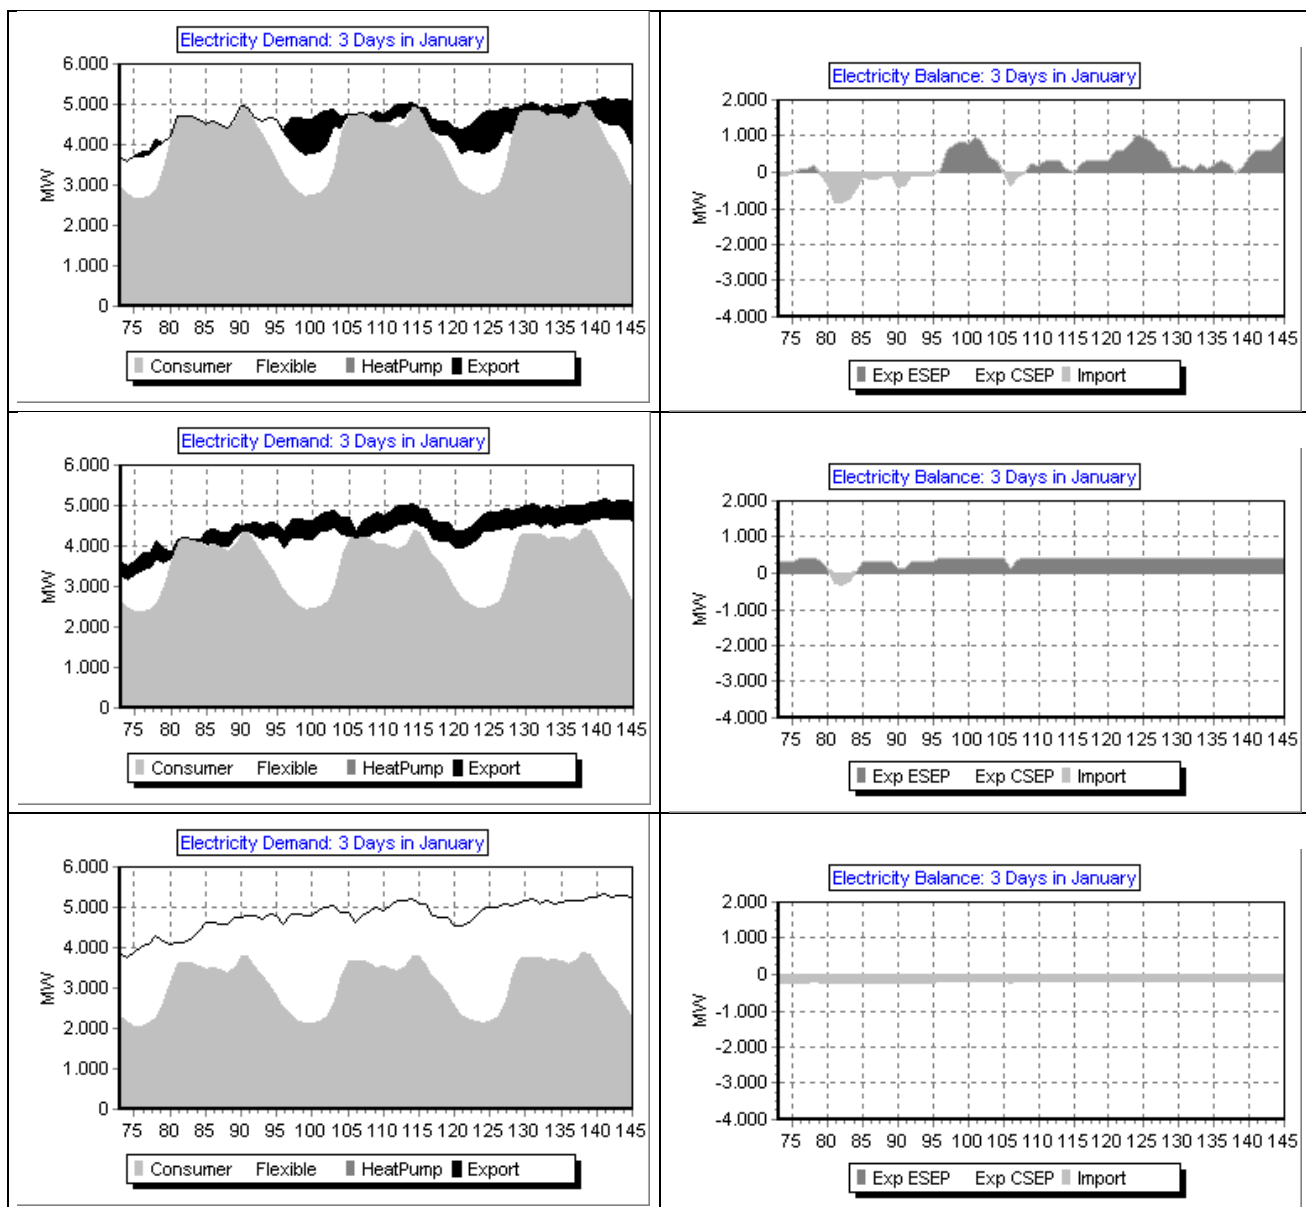 Electricity Demand: 3 Days in January
6.000
5.000
4.000
3.000
2.000
1.000
0
MW
75 80 85 90 95 100 105 110 115 120 125 130 135 140 145
Consumer Flexible HeatPump Export
Electricity Balance: 3 Days in January
2.000
1.000
0
-1.000
-2.000
-3.000
-4.000
MW
75 80 85 90 95 100 105 110 115 120 125 130 135 140 145
Exp ESEP Exp CSEP Import
Electricity Demand: 3 Days in January
6.000
5.000
4.000
3.000
2.000
1.000
0
MW
75 80 85 90 95 100 105 110 115 120 125 130 135 140 145
Consumer Flexible HeatPump Export
Electricity Balance: 3 Days in January
2.000
1.000
0
-1.000
-2.000
-3.000
-4.000
MW
75 80 85 90 95 100 105 110 115 120 125 130 135 140 145
Exp ESEP Exp CSEP Import
Electricity Demand: 3 Days in January
6.000
5.000
4.000
3.000
2.000
1.000
0
MW
75 80 85 90 95 100 105 110 115 120 125 130 135 140 145
Consumer Flexible HeatPump Export
Electricity Balance: 3 Days in January
2.000
1.000
0
-1.000
-2.000
-3.000
-4.000
MW
75 80 85 90 95 100 105 110 115 120 125 130 135 140 145
Exp ESEP Exp CSEP Import